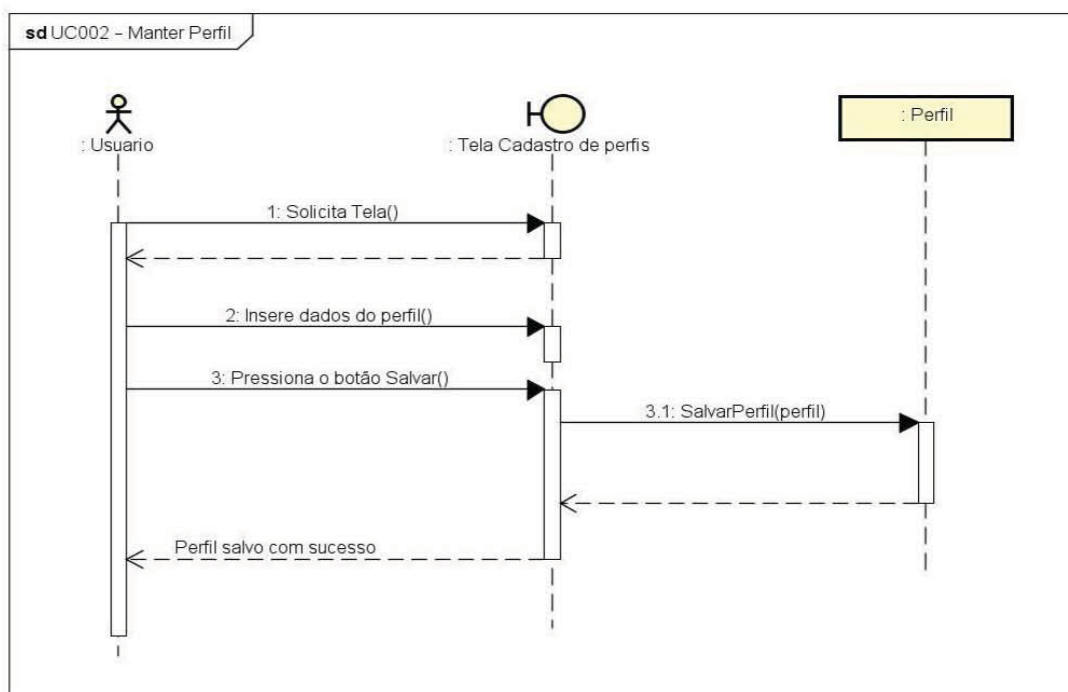 sd UC002 – Manter Perfil
: Usuario
: Tela Cadastro de perfis
: Perfil
1: Solicita Tela()
2: Insere dados do perfil()
3: Pressiona o botão Salvar()
3.1: SalvarPerfil(perfil)
Perfil salvo com sucesso